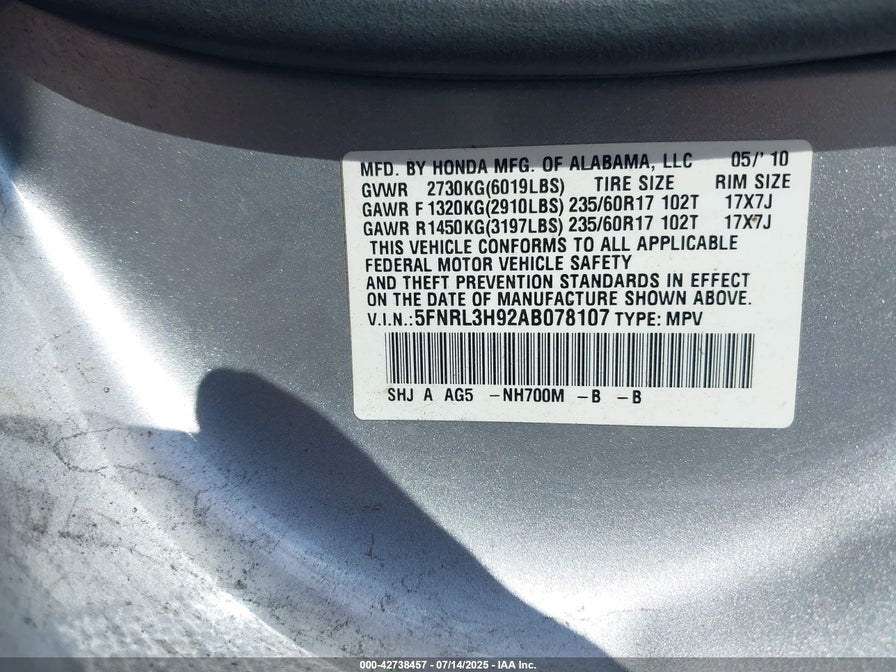 MFD. BY HONDA MFG. OF ALABAMA, LLC 05/'10
GVWR 2730KG(6019LBS) TIRE SIZE RIM SIZE
GAWR F 1320KG(2910LBS) 235/60R17 102T 17X7J
GAWR R1450KG(3197LBS) 235/60R17 102T 17X7J
THIS VEHICLE CONFORMS TO ALL APPLICABLE
FEDERAL MOTOR VEHICLE SAFETY
AND THEFT PREVENTION STANDARDS IN EFFECT
ON THE DATE OF MANUFACTURE SHOWN ABOVE.
V.I.N.:5FNRL3H92AB078107 TYPE: MPV
SHJ A AG5 -NH700M -B -B
000-42738457 - 07/14/2025 - IAA Inc.